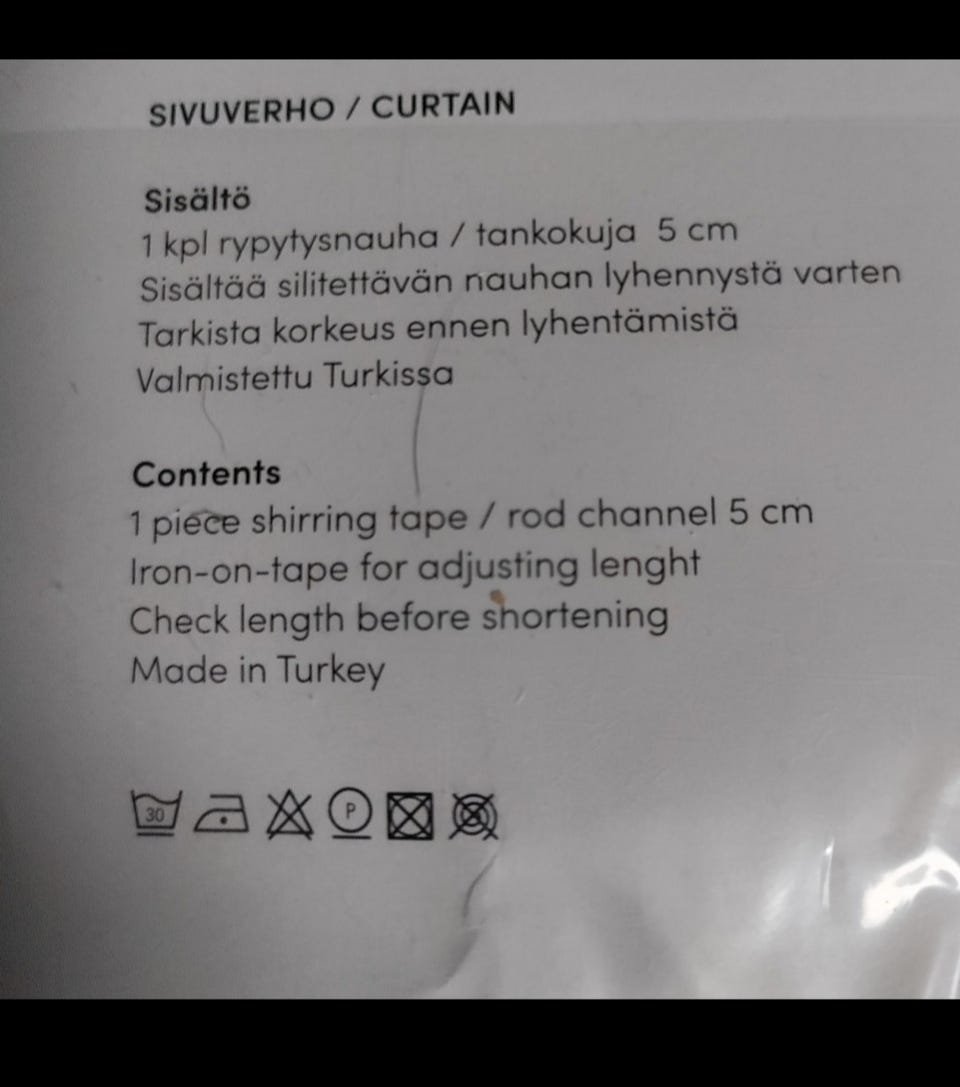 SIVUVERHO / CURTAIN
Sisältö
1 kpl rypytysnauha / tankokuja 5 cm
Sisältää silitettävän nauhan lyhennystä varten
Tarkista korkeus ennen lyhentämistä
Valmistettu Turkissa
Contents
1 piece shirring tape / rod channel 5 cm
Iron-on-tape for adjusting lenght
Check length before shortening
Made in Turkey
30 P